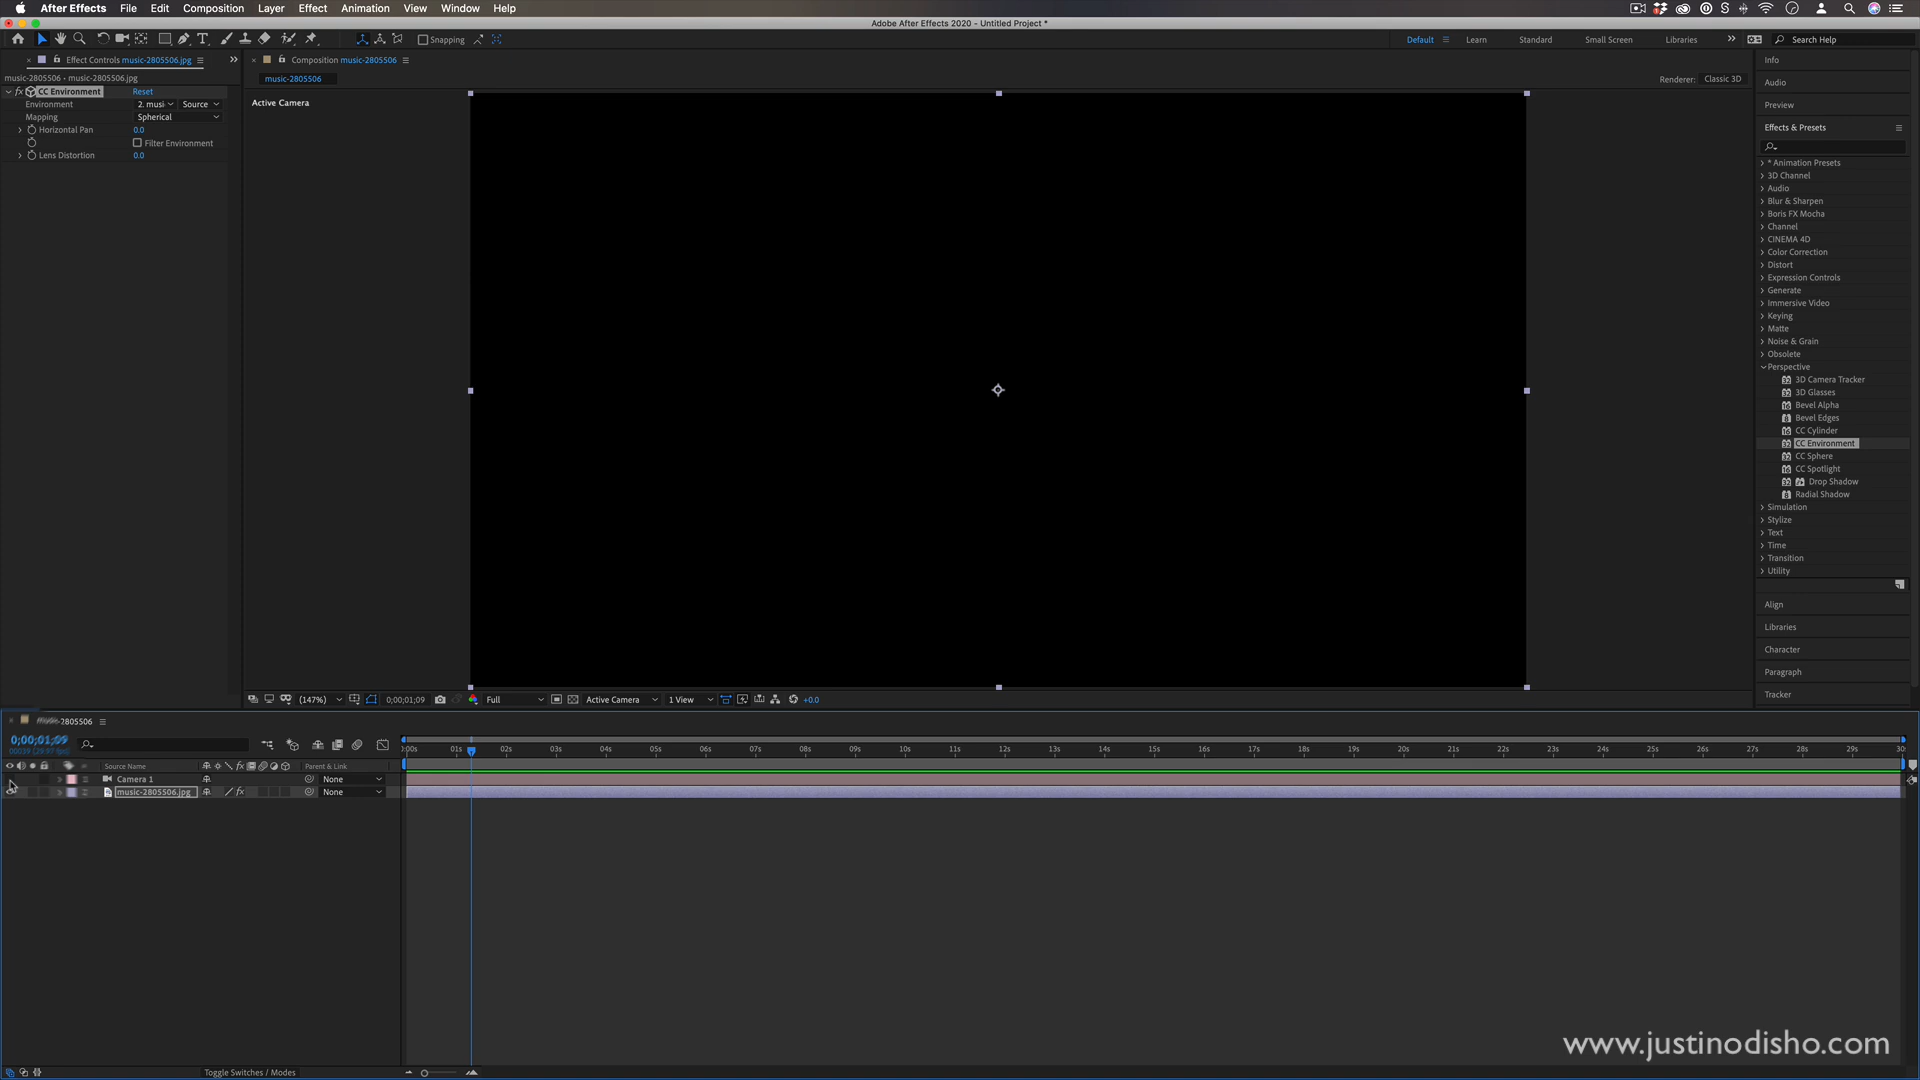 After Effects File Edit Composition Layer Effect Animation View Window Help
Adobe After Effects 2020 - Untitled Project *
Snapping
Default Learn Standard Small Screen Libraries Search Help
Effect Controls music-2805506.jpg
Composition music-2805506
music-2805506 • music-2805506.jpg
music-2805506
Renderer: Classic 3D
fx CC Environment Reset
Environment 2. musi Source
Mapping Spherical
Horizontal Pan 0.0
Filter Environment
Lens Distortion 0.0
Active Camera
Info
Audio
Preview
Effects & Presets
* Animation Presets
3D Channel
Audio
Blur & Sharpen
Boris FX Mocha
Channel
CINEMA 4D
Color Correction
Distort
Expression Controls
Generate
Immersive Video
Keying
Matte
Noise & Grain
Obsolete
Perspective
3D Camera Tracker
3D Glasses
Bevel Alpha
Bevel Edges
CC Cylinder
CC Environment
CC Sphere
CC Spotlight
Drop Shadow
Radial Shadow
Simulation
Stylize
Text
Time
Transition
Utility
Align
Libraries
Character
Paragraph
Tracker
(147%) 0;00;01;09 Full Active Camera 1 View +0.0
music-2805506
0;00;01;09
00039 (29.97 fps)
:00s 01s 02s 03s 04s 05s 06s 07s 08s 09s 10s 11s 12s 13s 14s 15s 16s 17s 18s 19s 20s 21s 22s 23s 24s 25s 26s 27s 28s 29s 30s
Source Name fx Parent & Link
Camera 1 None
music-2805506.jpg fx None
Toggle Switches / Modes
www.justinodisho.com